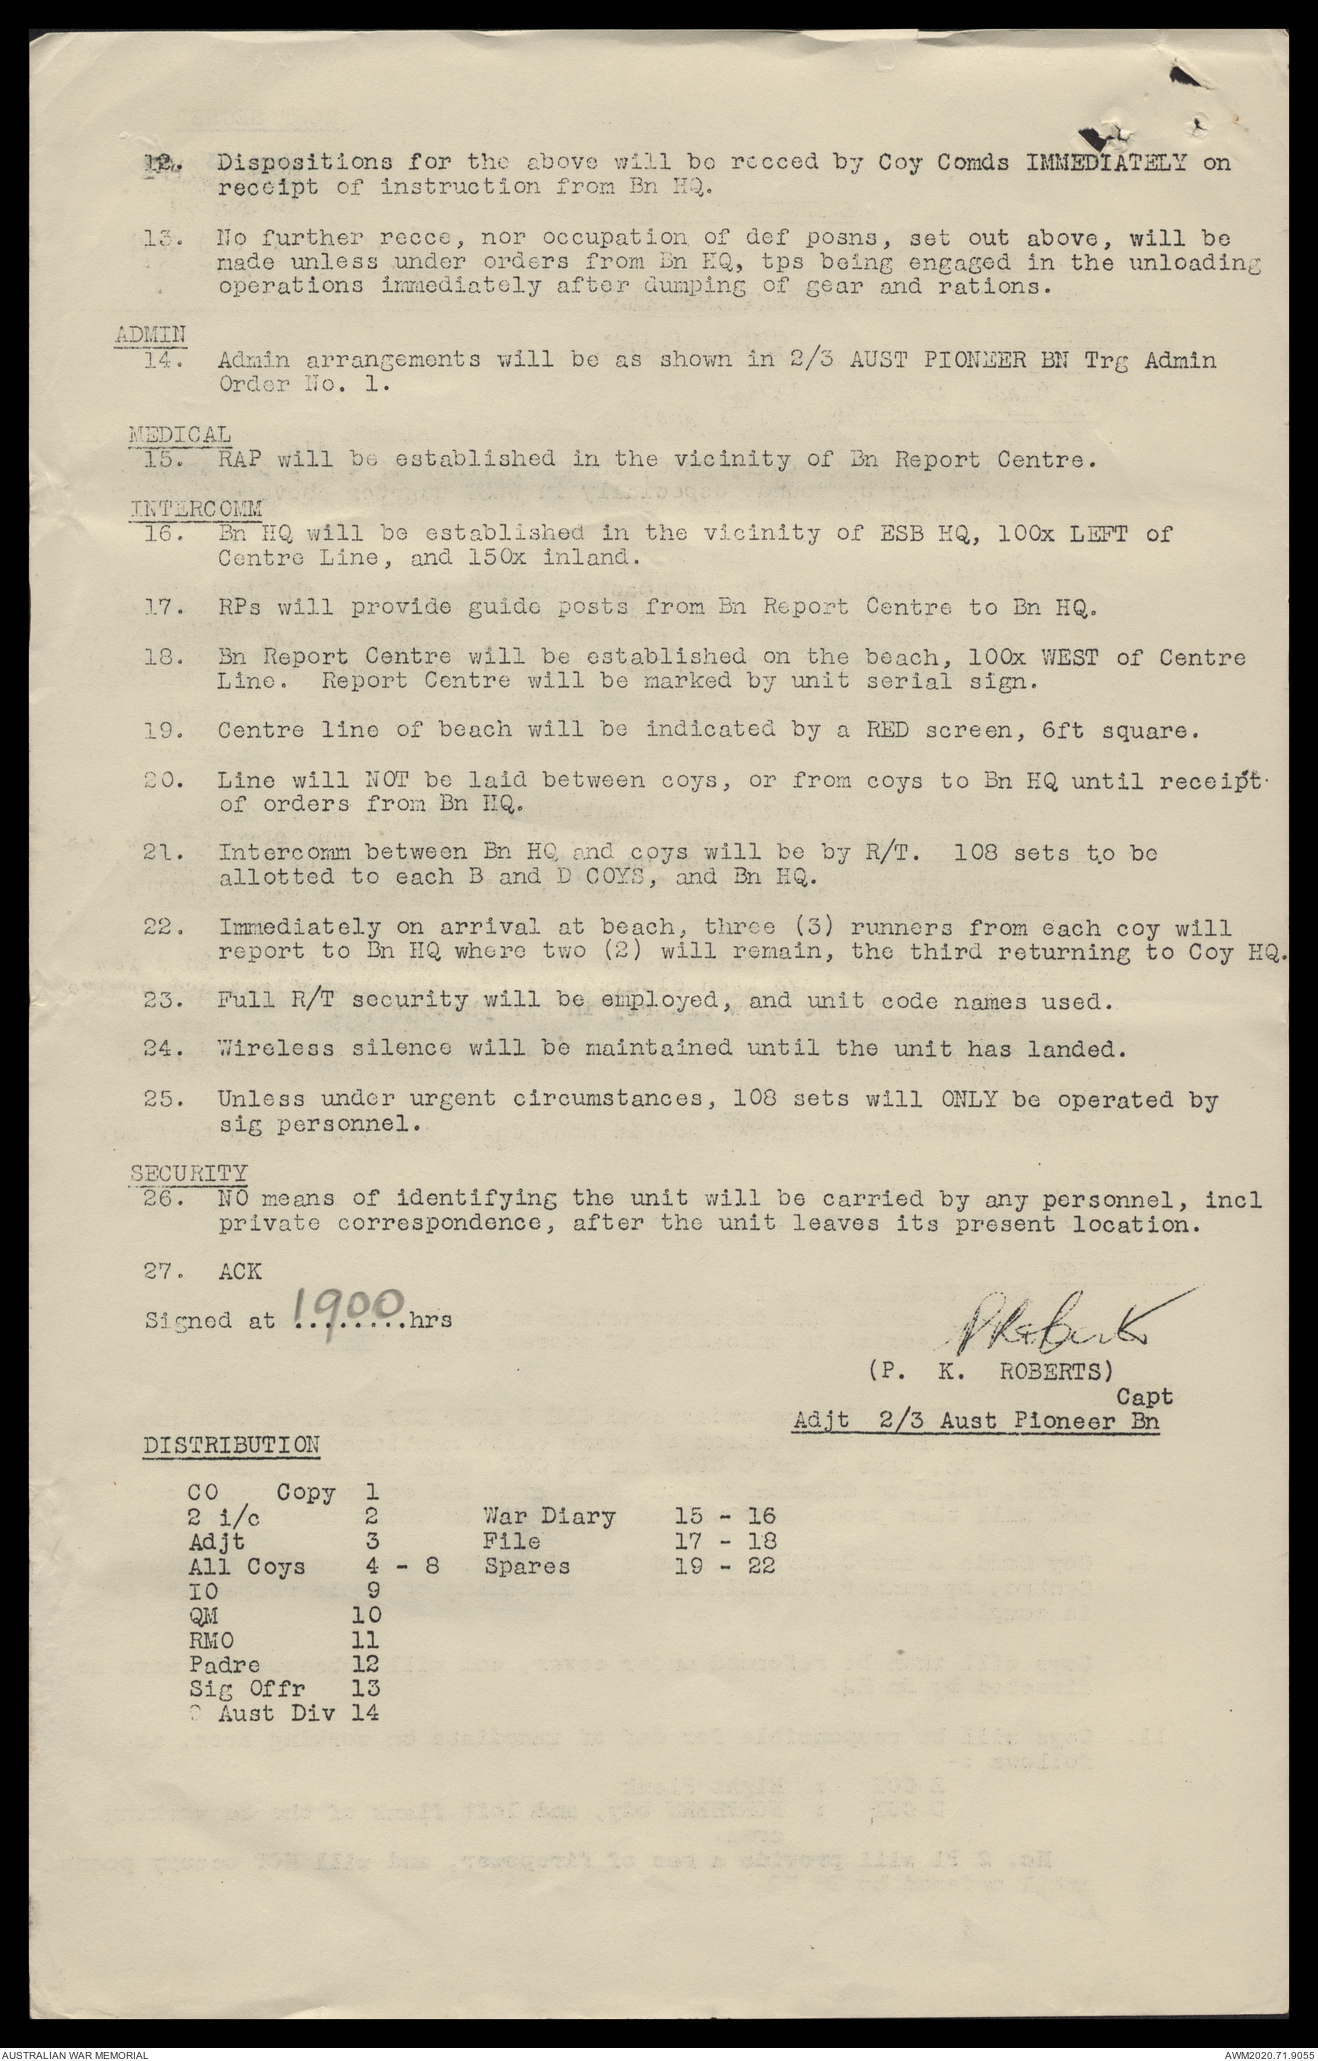 12. Dispositions for the above will be recced by Coy Comds IMMEDIATELY on
receipt of instruction from Bn HQ.
13. No further recce, nor occupation of def posns, set out above, will be
made unless under orders from Bn HQ, tps being engaged in the unloading
operations immediately after dumping of gear and rations.
ADMIN
14. Admin arrangements will be as shown in 2/3 AUST PIONEER BN Trg Admin
Order No. 1.
MEDICAL
15. RAP will be established in the vicinity of Bn Report Centre.
INTERCOMM
16. Bn HQ will be established in the vicinity of ESB HQ, 100x LEFT of
Centre Line, and 150x inland.
17. RPs will provide guide posts from Bn Report Centre to Bn HQ.
18. Bn Report Centre will be established on the beach, 100x WEST of Centre
Line. Report Centre will be marked by unit serial sign.
19. Centre line of beach will be indicated by a RED screen, 6ft square.
20. Line will NOT be laid between coys, or from coys to Bn HQ until receipt
of orders from Bn HQ.
21. Intercomm between Bn HQ and coys will be by R/T. 108 sets to be
allotted to each B and D COYS, and Bn HQ.
22. Immediately on arrival at beach, three (3) runners from each coy will
report to Bn HQ where two (2) will remain, the third returning to Coy HQ.
23. Full R/T security will be employed, and unit code names used.
24. Wireless silence will be maintained until the unit has landed.
25. Unless under urgent circumstances, 108 sets will ONLY be operated by
sig personnel.
SECURITY
26. NO means of identifying the unit will be carried by any personnel, incl
private correspondence, after the unit leaves its present location.
27. ACK
Signed at 1900 hrs
PKRoberts
(P. K. ROBERTS)
Capt
Adjt 2/3 Aust Pioneer Bn
DISTRIBUTION
CO Copy 1
2 i/c 2 War Diary 15 - 16
Adjt 3 File 17 - 18
All Coys 4 - 8 Spares 19 - 22
IO 9
QM 10
RMO 11
Padre 12
Sig Offr 13
Aust Div 14
AUSTRALIAN WAR MEMORIAL
AWM2020.71.9055